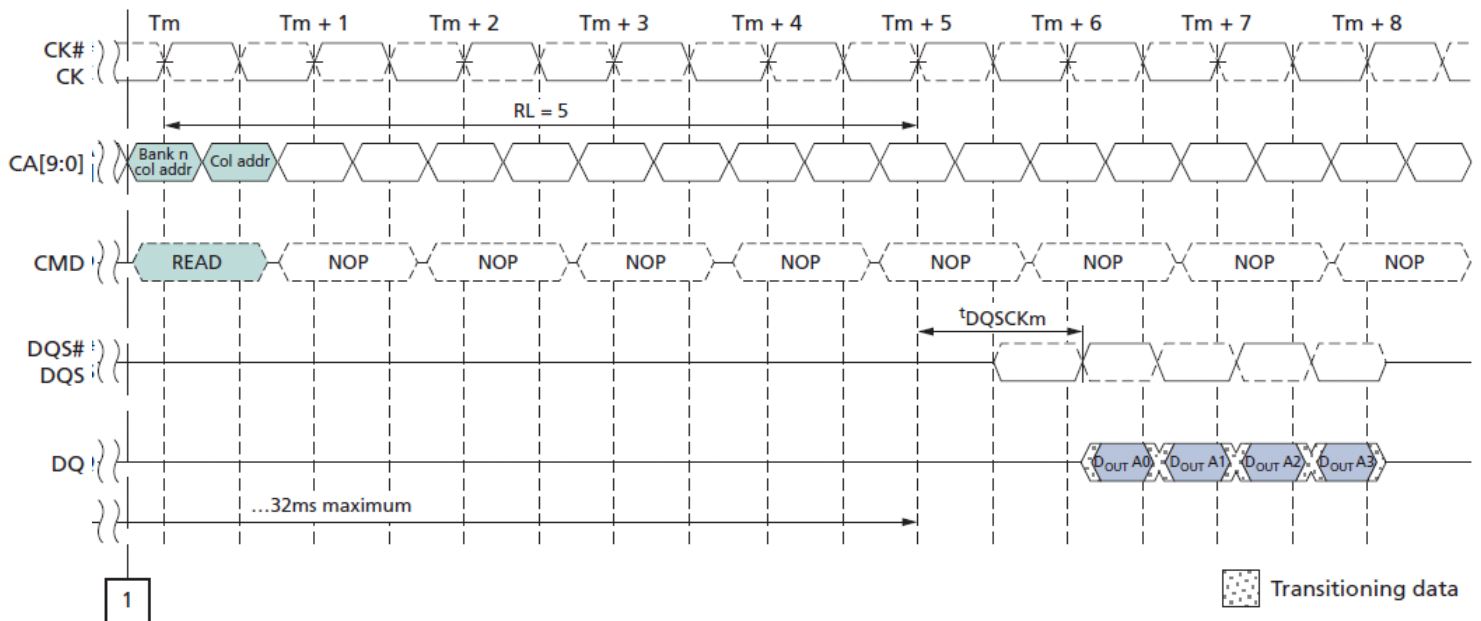 Tm Tm + 1 Tm + 2 Tm + 3 Tm + 4 Tm + 5 Tm + 6 Tm + 7 Tm + 8
CK#
CK
RL = 5
CA[9:0] Bank n col addr Col addr
CMD READ NOP NOP NOP NOP NOP NOP NOP NOP
tDQSCKm
DQS#
DQS
DQ DOUT A0 DOUT A1 DOUT A2 DOUT A3
...32ms maximum
1
Transitioning data